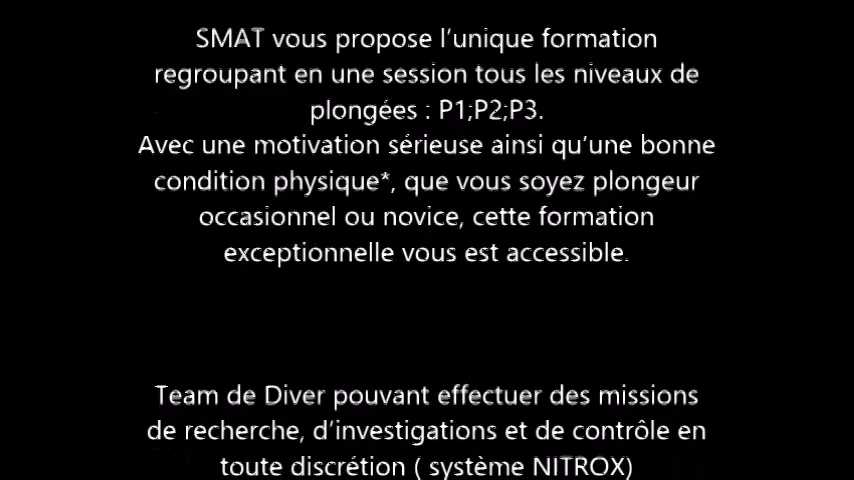 SMAT vous propose l'unique formation
regroupant en une session tous les niveaux de
plongées : P1;P2;P3.
Avec une motivation sérieuse ainsi qu'une bonne
condition physique*, que vous soyez plongeur
occasionnel ou novice, cette formation
exceptionnelle vous est accessible.
Team de Diver pouvant effectuer des missions
de recherche, d'investigations et de contrôle en
toute discrétion ( système NITROX)